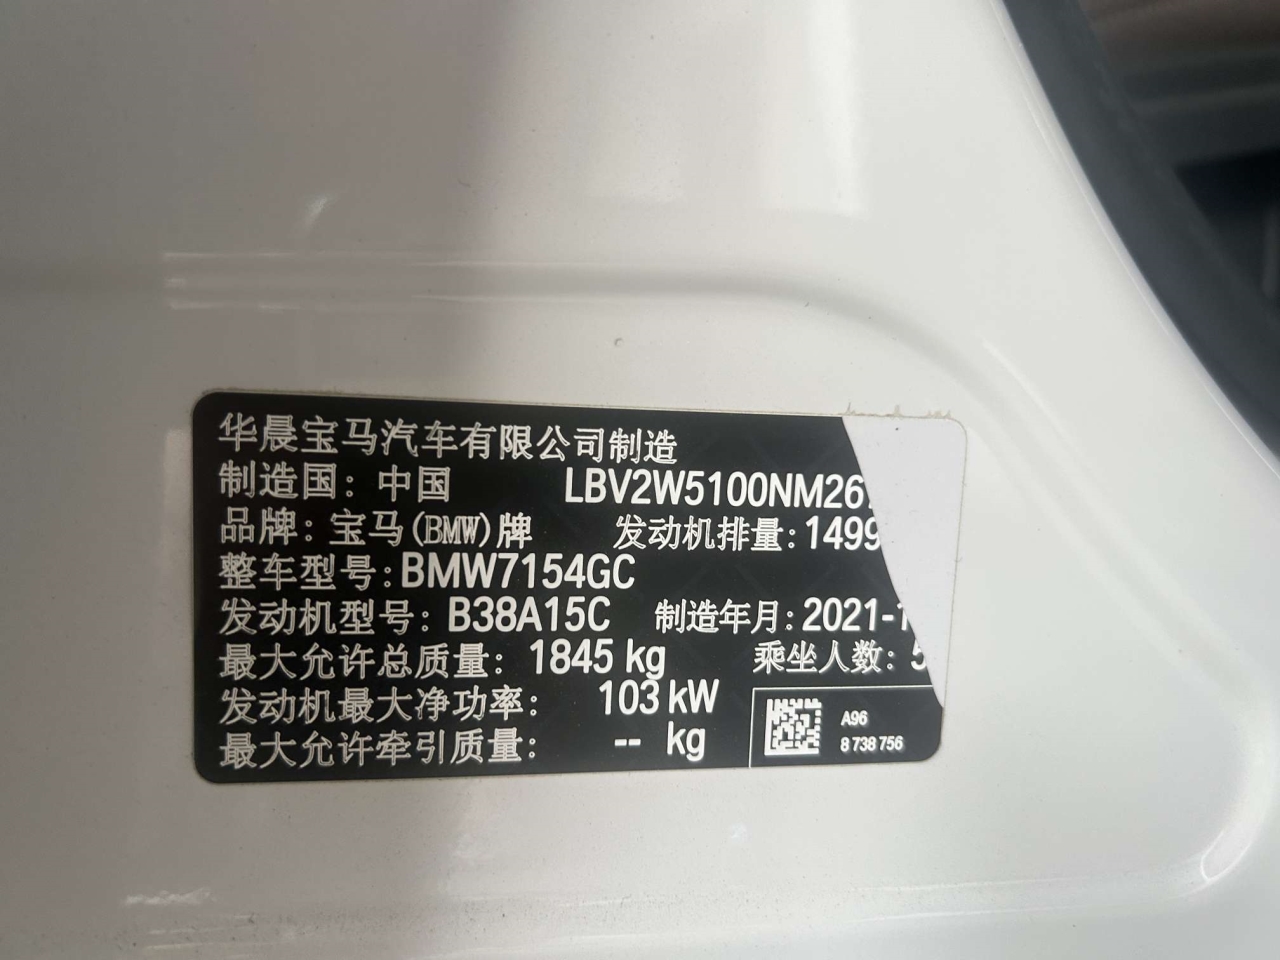 华晨宝马汽车有限公司制造
制造国：中国 LBV2W5100NM26
品牌：宝马(BMW)牌 发动机排量：1499
整车型号：BMW7154GC
发动机型号：B38A15C 制造年月：2021-1
最大允许总质量：1845 kg 乘坐人数：5
发动机最大净功率：103 kW
最大允许牵引质量：-- kg
A96
8 738 756